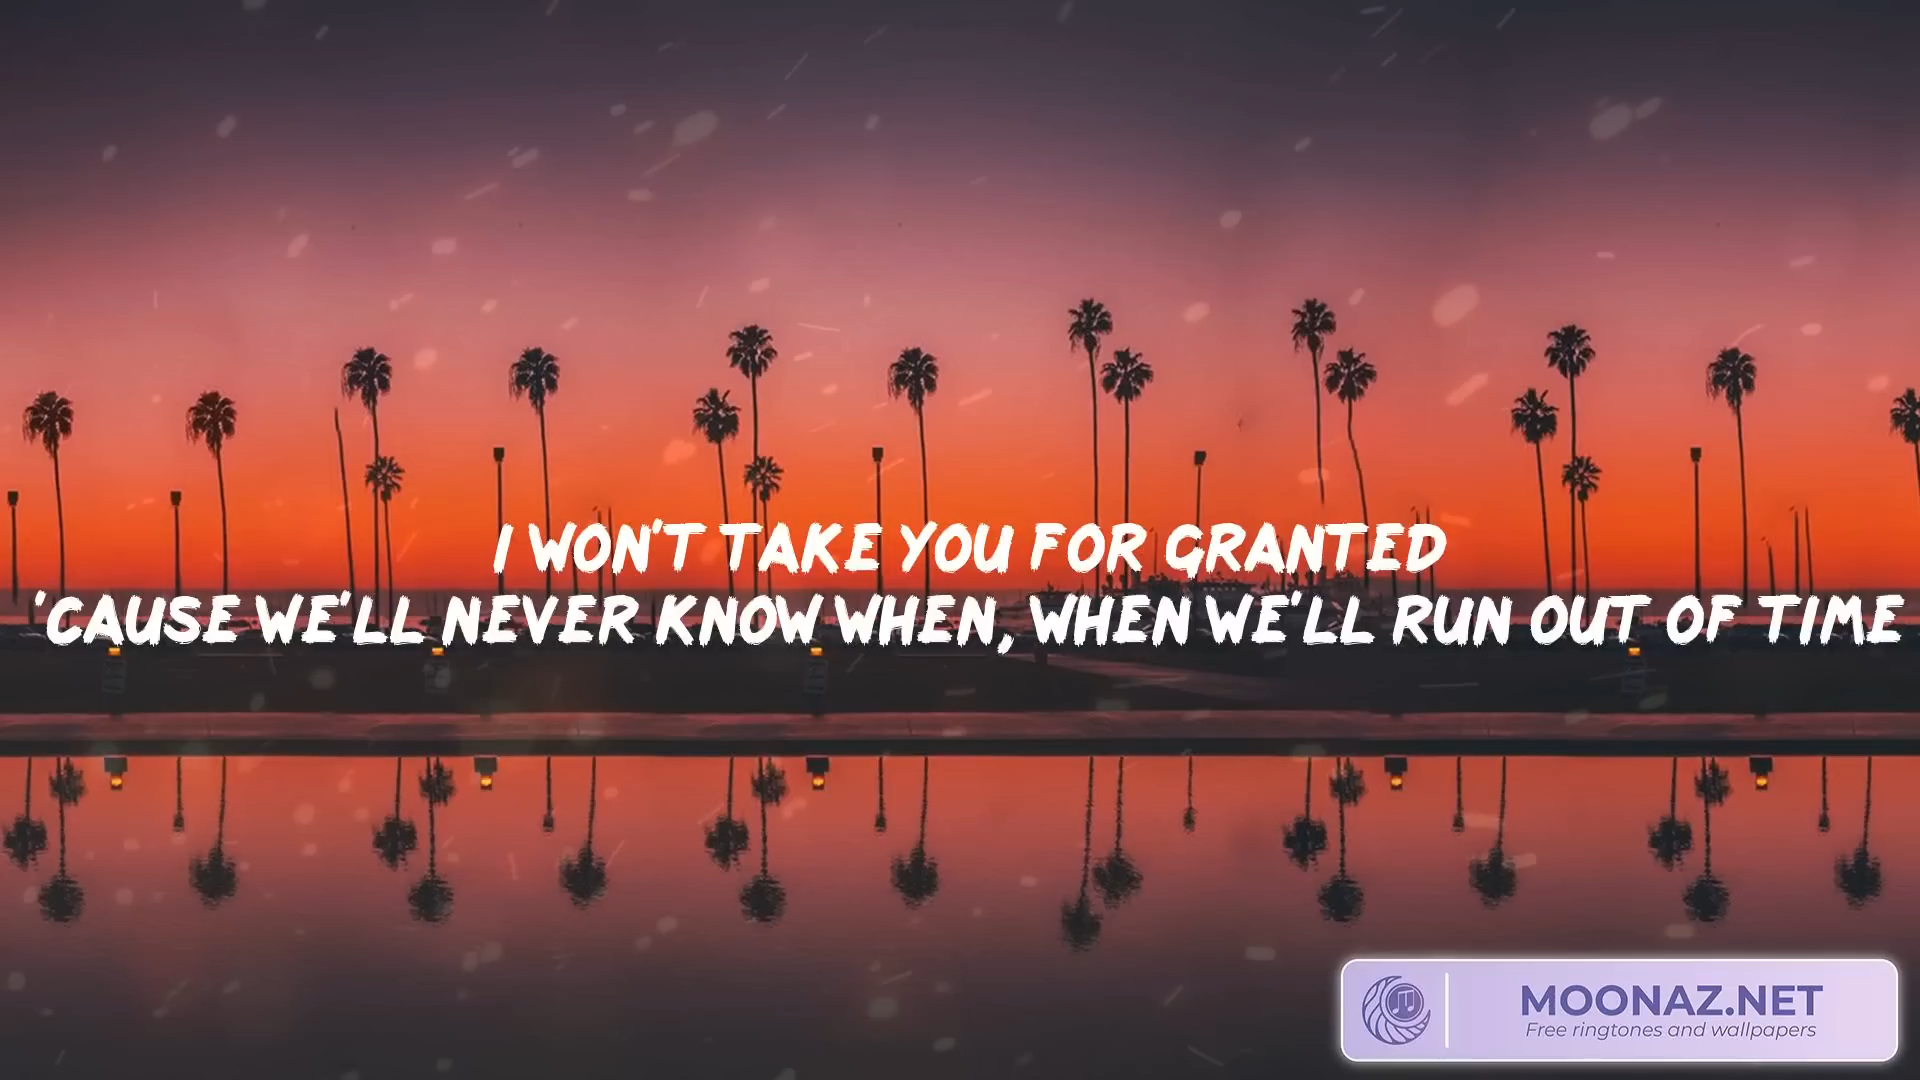 I WON'T TAKE YOU FOR GRANTED
'CAUSE WE'LL NEVER KNOW WHEN, WHEN WE'LL RUN OUT OF TIME
MOONAZ.NET
Free ringtones and wallpapers